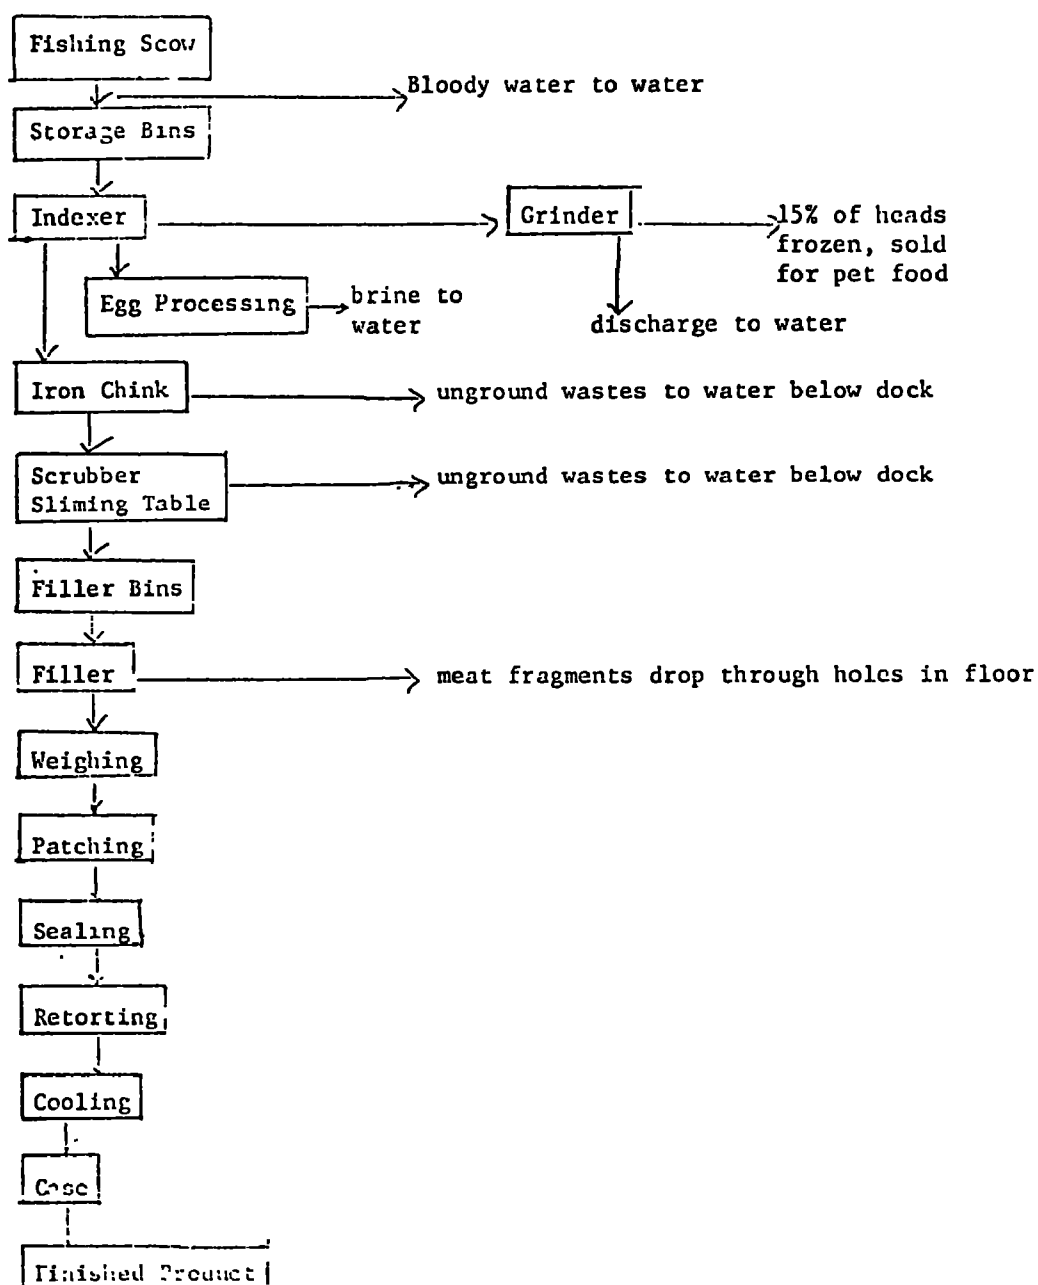 Fishing Scow
Bloody water to water
Storage Bins
Indexer
Grinder
15% of heads
frozen, sold
for pet food
Egg Processing
brine to
water
discharge to water
Iron Chink
unground wastes to water below dock
Scrubber
Sliming Table
unground wastes to water below dock
Filler Bins
Filler
meat fragments drop through holes in floor
Weighing
Patching
Sealing
Retorting
Cooling
Case
Finished Product